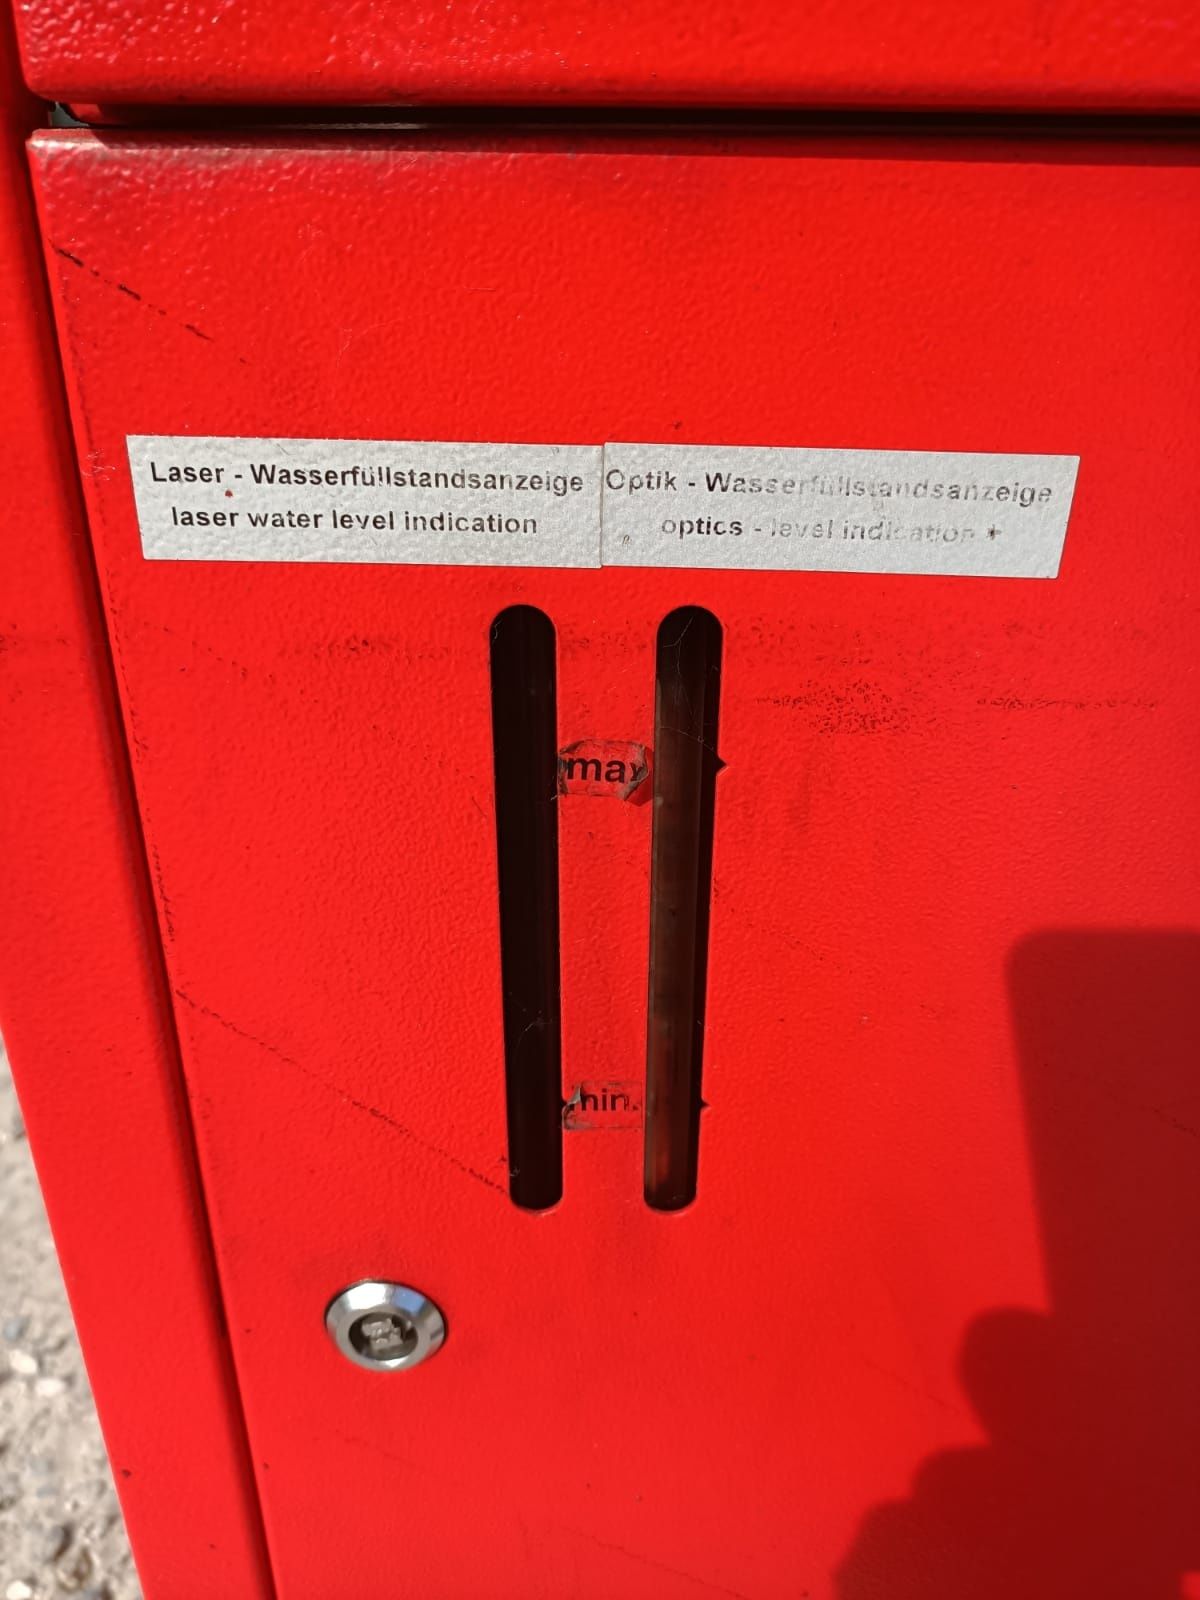 Laser - Wasserfüllstandsanzeige
laser water level indication
Optik - Wasserfüllstandsanzeige
optics - level indication +
max
min.